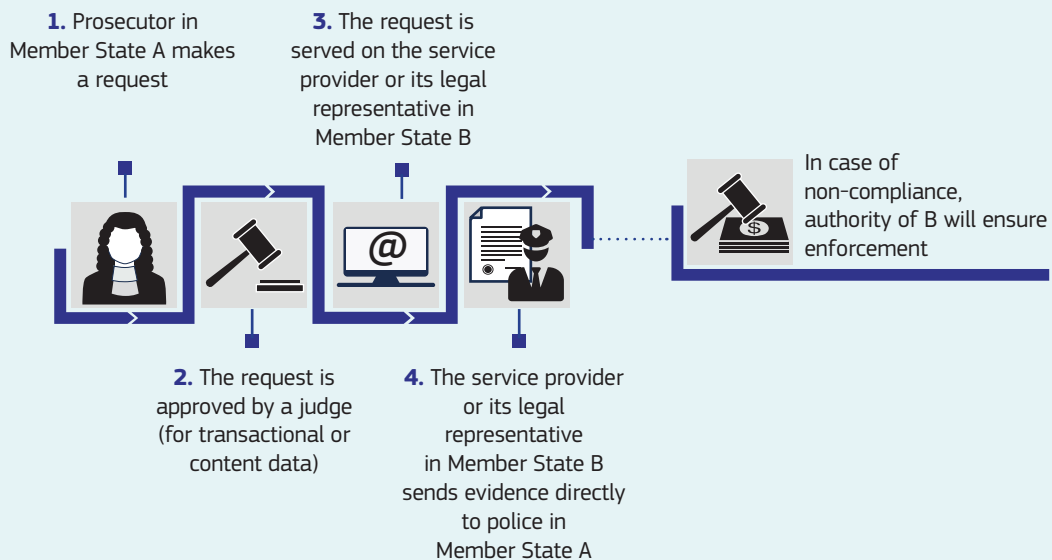 1. Prosecutor in
Member State A makes
a request
2. The request is
approved by a judge
(for transactional or
content data)
3. The request is
served on the service
provider or its legal
representative in
Member State B
@
4. The service provider
or its legal
representative
in Member State B
sends evidence directly
to police in
Member State A
$
In case of
non-compliance,
authority of B will ensure
enforcement